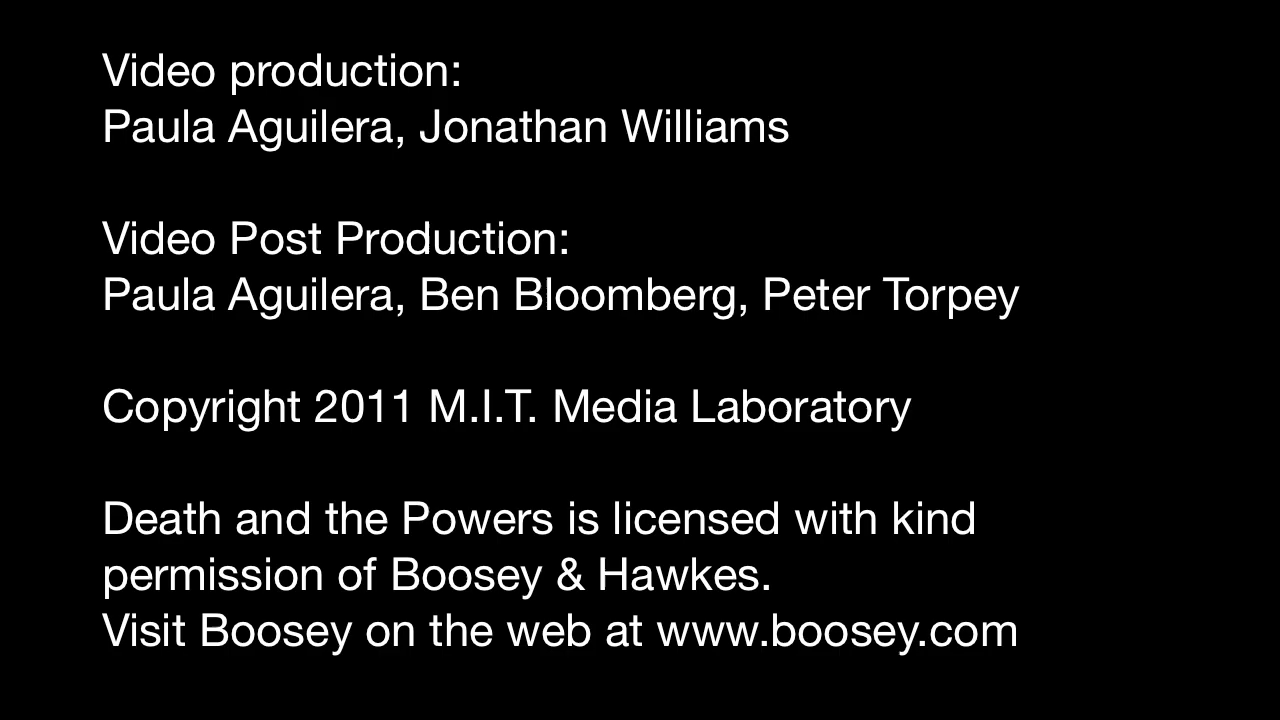 Video production:
Paula Aguilera, Jonathan Williams
Video Post Production:
Paula Aguilera, Ben Bloomberg, Peter Torpey
Copyright 2011 M.I.T. Media Laboratory
Death and the Powers is licensed with kind
permission of Boosey & Hawkes.
Visit Boosey on the web at www.boosey.com